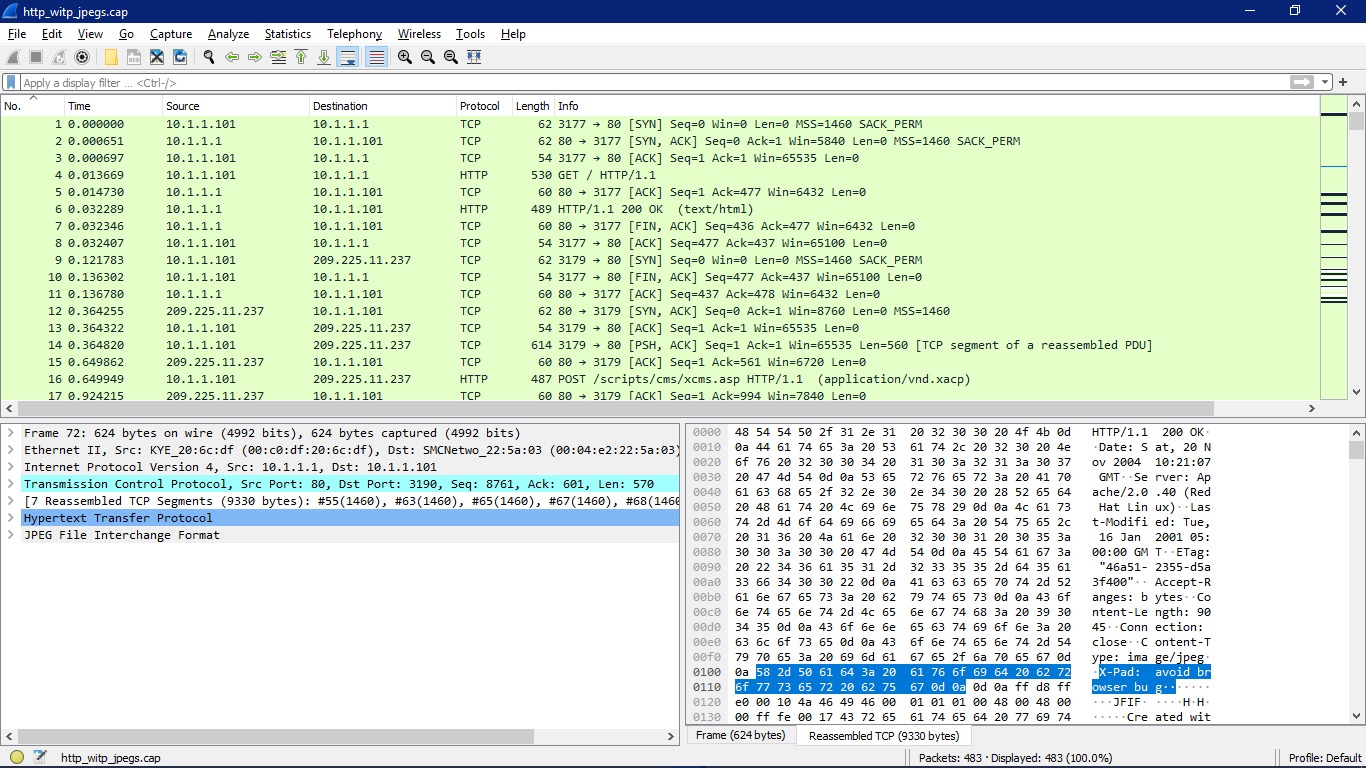 http_witp_jpegs.cap
File Edit View Go Capture Analyze Statistics Telephony Wireless Tools Help
Apply a display filter ... <Ctrl-/>
No. Time Source Destination Protocol Length Info
1 0.000000 10.1.1.101 10.1.1.1 TCP 62 3177 → 80 [SYN] Seq=0 Win=0 Len=0 MSS=1460 SACK_PERM
2 0.000651 10.1.1.1 10.1.1.101 TCP 62 80 → 3177 [SYN, ACK] Seq=0 Ack=1 Win=5840 Len=0 MSS=1460 SACK_PERM
3 0.000697 10.1.1.101 10.1.1.1 TCP 54 3177 → 80 [ACK] Seq=1 Ack=1 Win=65535 Len=0
4 0.013669 10.1.1.101 10.1.1.1 HTTP 530 GET / HTTP/1.1
5 0.014730 10.1.1.1 10.1.1.101 TCP 60 80 → 3177 [ACK] Seq=1 Ack=477 Win=6432 Len=0
6 0.032289 10.1.1.1 10.1.1.101 HTTP 489 HTTP/1.1 200 OK (text/html)
7 0.032346 10.1.1.1 10.1.1.101 TCP 60 80 → 3177 [FIN, ACK] Seq=436 Ack=477 Win=6432 Len=0
8 0.032407 10.1.1.101 10.1.1.1 TCP 54 3177 → 80 [ACK] Seq=477 Ack=437 Win=65100 Len=0
9 0.121783 10.1.1.101 209.225.11.237 TCP 62 3179 → 80 [SYN] Seq=0 Win=0 Len=0 MSS=1460 SACK_PERM
10 0.136302 10.1.1.101 10.1.1.1 TCP 54 3177 → 80 [FIN, ACK] Seq=477 Ack=437 Win=65100 Len=0
11 0.136780 10.1.1.1 10.1.1.101 TCP 60 80 → 3177 [ACK] Seq=437 Ack=478 Win=6432 Len=0
12 0.364255 209.225.11.237 10.1.1.101 TCP 62 80 → 3179 [SYN, ACK] Seq=0 Ack=1 Win=8760 Len=0 MSS=1460
13 0.364322 10.1.1.101 209.225.11.237 TCP 54 3179 → 80 [ACK] Seq=1 Ack=1 Win=65535 Len=0
14 0.364820 10.1.1.101 209.225.11.237 TCP 614 3179 → 80 [PSH, ACK] Seq=1 Ack=1 Win=65535 Len=560 [TCP segment of a reassembled PDU]
15 0.649862 209.225.11.237 10.1.1.101 TCP 60 80 → 3179 [ACK] Seq=1 Ack=561 Win=6720 Len=0
16 0.649949 10.1.1.101 209.225.11.237 HTTP 487 POST /scripts/cms/xcms.asp HTTP/1.1 (application/vnd.xacp)
17 0.924215 209.225.11.237 10.1.1.101 TCP 60 80 → 3179 [ACK] Seq=1 Ack=994 Win=7840 Len=0
Frame 72: 624 bytes on wire (4992 bits), 624 bytes captured (4992 bits)
Ethernet II, Src: KYE_20:6c:df (00:c0:df:20:6c:df), Dst: SMCNetwo_22:5a:03 (00:04:e2:22:5a:03)
Internet Protocol Version 4, Src: 10.1.1.1, Dst: 10.1.1.101
Transmission Control Protocol, Src Port: 80, Dst Port: 3190, Seq: 8761, Ack: 601, Len: 570
[7 Reassembled TCP Segments (9330 bytes): #55(1460), #63(1460), #65(1460), #67(1460), #68(1460
Hypertext Transfer Protocol
JPEG File Interchange Format
0000 48 54 54 50 2f 31 2e 31 20 32 30 30 20 4f 4b 0d HTTP/1.1 200 OK·
0010 0a 44 61 74 65 3a 20 53 61 74 2c 20 32 30 20 4e ·Date: S at, 20 N
0020 6f 76 20 32 30 30 34 20 31 30 3a 32 31 3a 30 37 ov 2004 10:21:07
0030 20 47 4d 54 0d 0a 53 65 72 76 65 72 3a 20 41 70 GMT··Se rver: Ap
0040 61 63 68 65 2f 32 2e 30 2e 34 30 20 28 52 65 64 ache/2.0 .40 (Red
0050 20 48 61 74 20 4c 69 6e 75 78 29 0d 0a 4c 61 73 Hat Lin ux)··Las
0060 74 2d 4d 6f 64 69 66 69 65 64 3a 20 54 75 65 2c t-Modifi ed: Tue,
0070 20 31 36 20 4a 61 6e 20 32 30 30 31 20 30 35 3a 16 Jan 2001 05:
0080 30 30 3a 30 30 20 47 4d 54 0d 0a 45 54 61 67 3a 00:00 GM T··ETag:
0090 20 22 34 36 61 35 31 2d 32 33 35 35 2d 64 35 61 "46a51- 2355-d5a
00a0 33 66 34 30 30 22 0d 0a 41 63 63 65 70 74 2d 52 3f400"·· Accept-R
00b0 61 6e 67 65 73 3a 20 62 79 74 65 73 0d 0a 43 6f anges: b ytes··Co
00c0 6e 74 65 6e 74 2d 4c 65 6e 67 74 68 3a 20 39 30 ntent-Le ngth: 90
00d0 34 35 0d 0a 43 6f 6e 6e 65 63 74 69 6f 6e 3a 20 45··Conn ection:
00e0 63 6c 6f 73 65 0d 0a 43 6f 6e 74 65 6e 74 2d 54 close··C ontent-T
00f0 79 70 65 3a 20 69 6d 61 67 65 2f 6a 70 65 67 0d ype: ima ge/jpeg·
0100 0a 58 2d 50 61 64 3a 20 61 76 6f 69 64 20 62 72 ·X-Pad: avoid br
0110 6f 77 73 65 72 20 62 75 67 0d 0a 0d 0a ff d8 ff owser bu g·······
0120 e0 00 10 4a 46 49 46 00 01 01 01 00 48 00 48 00 ···JFIF· ····H·H·
0130 00 ff fe 00 17 43 72 65 61 74 65 64 20 77 69 74 ·····Cre ated wit
Frame (624 bytes) Reassembled TCP (9330 bytes)
http_witp_jpegs.cap Packets: 483 · Displayed: 483 (100.0%) Profile: Default